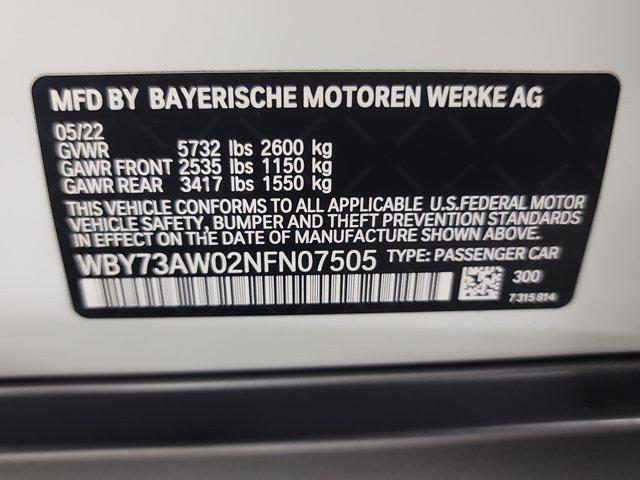 MFD BY BAYERISCHE MOTOREN WERKE AG
05/22
GVWR 5732 lbs 2600 kg
GAWR FRONT 2535 lbs 1150 kg
GAWR REAR 3417 lbs 1550 kg
THIS VEHICLE CONFORMS TO ALL APPLICABLE U.S.FEDERAL MOTOR
VEHICLE SAFETY, BUMPER AND THEFT PREVENTION STANDARDS
IN EFFECT ON THE DATE OF MANUFACTURE SHOWN ABOVE.
WBY73AW02NFN07505 TYPE: PASSENGER CAR
300
7315814